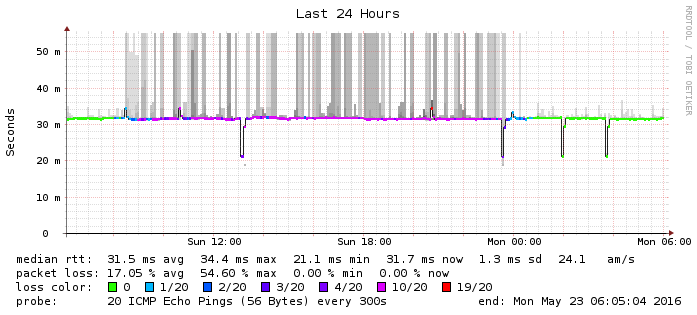 Last 24 Hours
RRDTOOL / TOBI OETIKER
Seconds
50 m
40 m
30 m
20 m
10 m
0
Sun 12:00 Sun 18:00 Mon 00:00 Mon 06:00
median rtt: 31.5 ms avg 34.4 ms max 21.1 ms min 31.7 ms now 1.3 ms sd 24.1 am/s
packet loss: 17.05 % avg 54.60 % max 0.00 % min 0.00 % now
loss color: 0 1/20 2/20 3/20 4/20 10/20 19/20
probe: 20 ICMP Echo Pings (56 Bytes) every 300s end: Mon May 23 06:05:04 2016